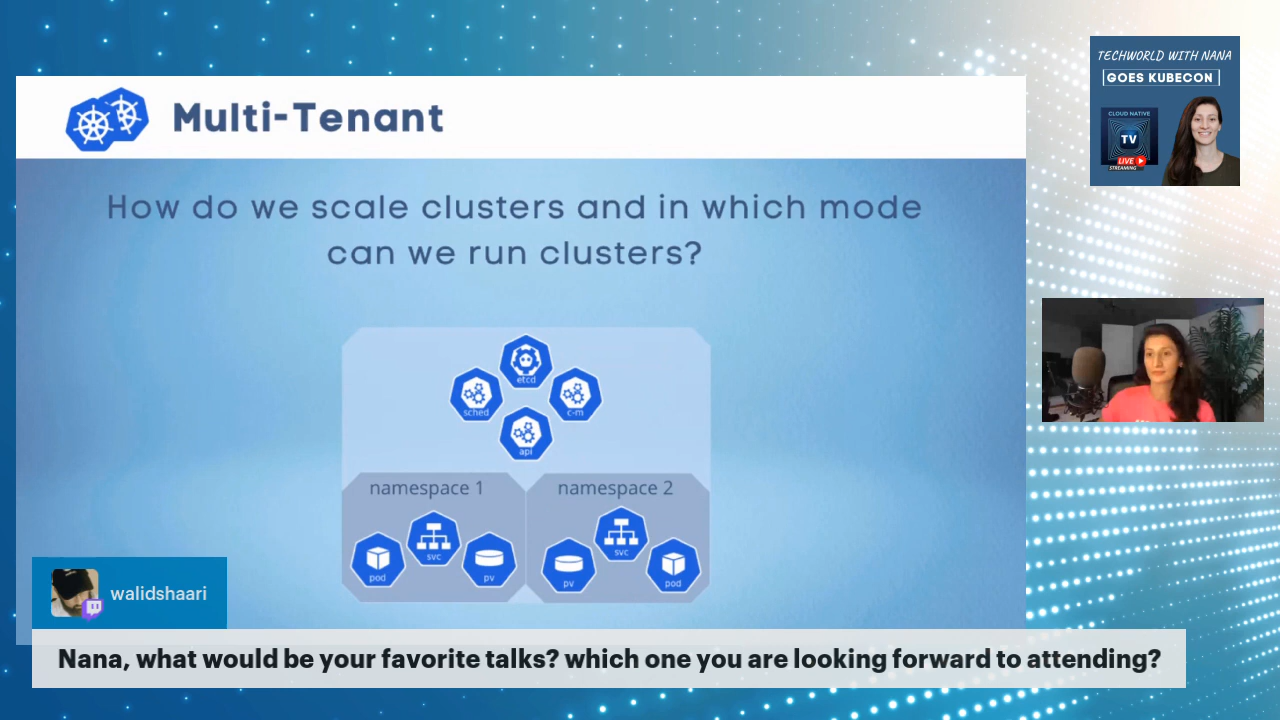 TECHWORLD WITH NANA
GOES KUBECON
CLOUD NATIVE
TV
LIVE
STREAMING
Multi-Tenant
How do we scale clusters and in which mode
can we run clusters?
etcd
sched
c-m
api
namespace 1
namespace 2
svc
svc
pod
pv
pv
pod
walidshaari
Nana, what would be your favorite talks? which one you are looking forward to attending?